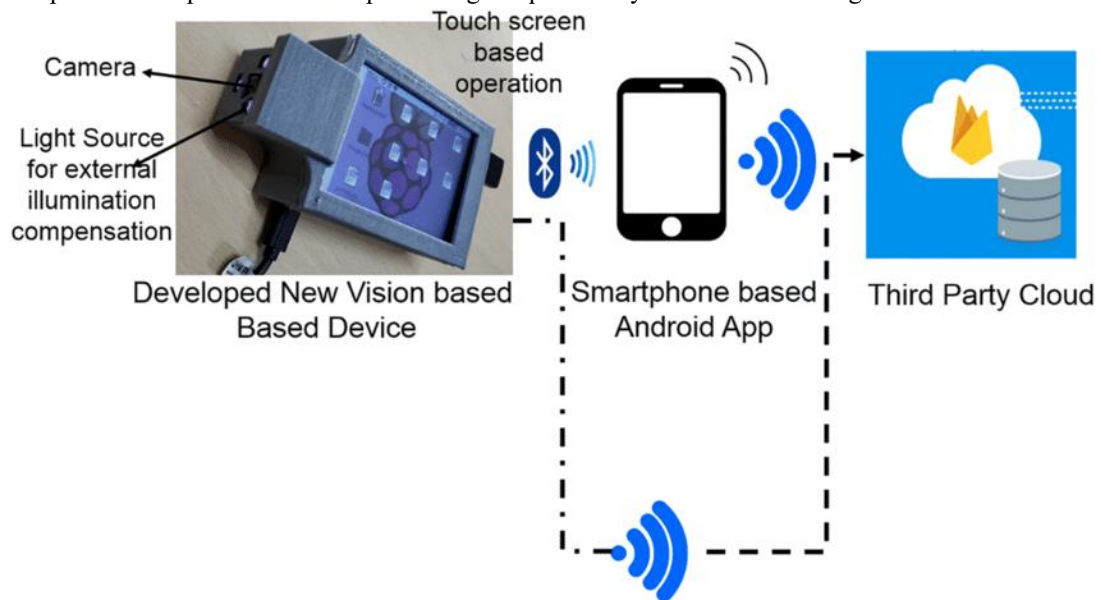 Touch screen
based
operation
Camera
Light Source
for external
illumination
compensation
Developed New Vision based
Based Device
Smartphone based
Android App
Third Party Cloud